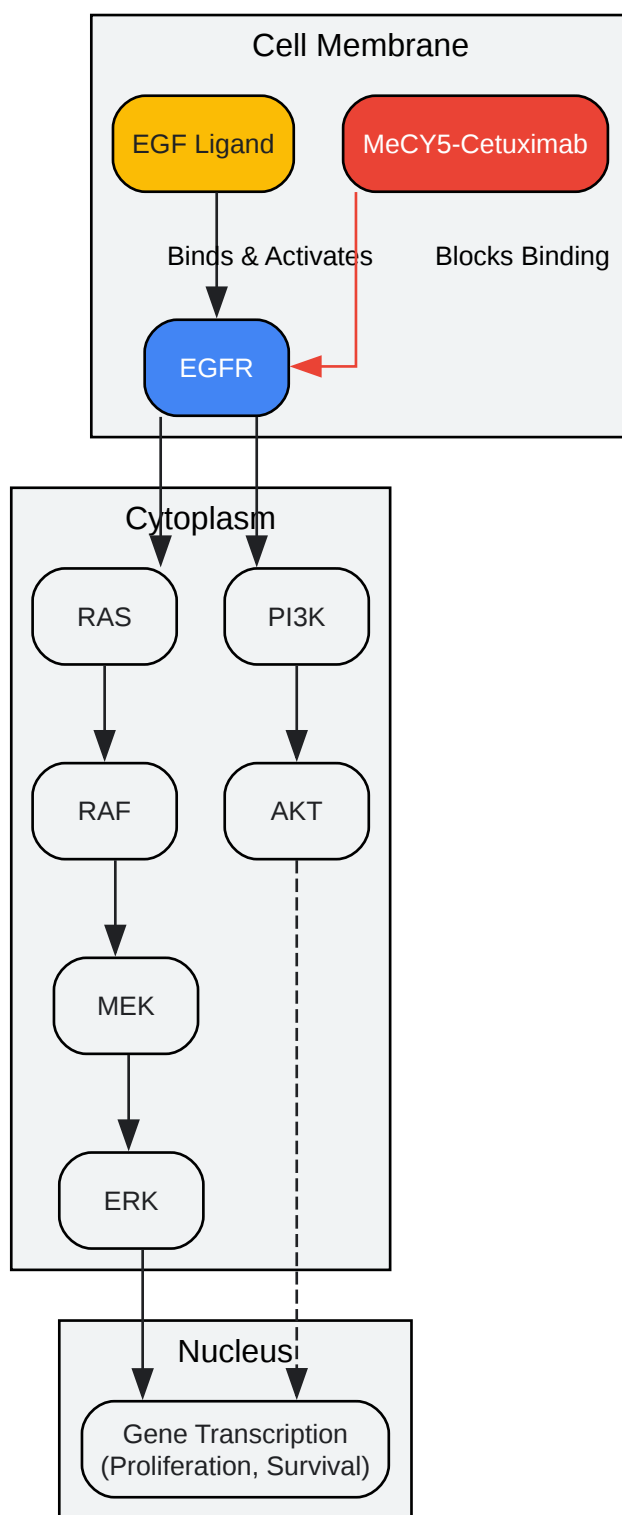 Cell Membrane
EGF Ligand
MeCY5-Cetuximab
Binds & Activates
Blocks Binding
EGFR
Cytoplasm
RAS
PI3K
RAF
AKT
MEK
ERK
Nucleus
Gene Transcription
(Proliferation, Survival)